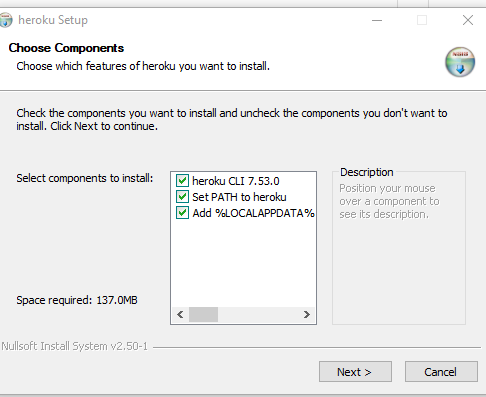 heroku Setup
Choose Components
Choose which features of heroku you want to install.
Check the components you want to install and uncheck the components you don't want to
install. Click Next to continue.
Select components to install:
heroku CLI 7.53.0
Set PATH to heroku
Add %LOCALAPPDATA%
Description
Position your mouse
over a component to
see its description.
Space required: 137.0MB
Nullsoft Install System v2.50-1
Next >
Cancel